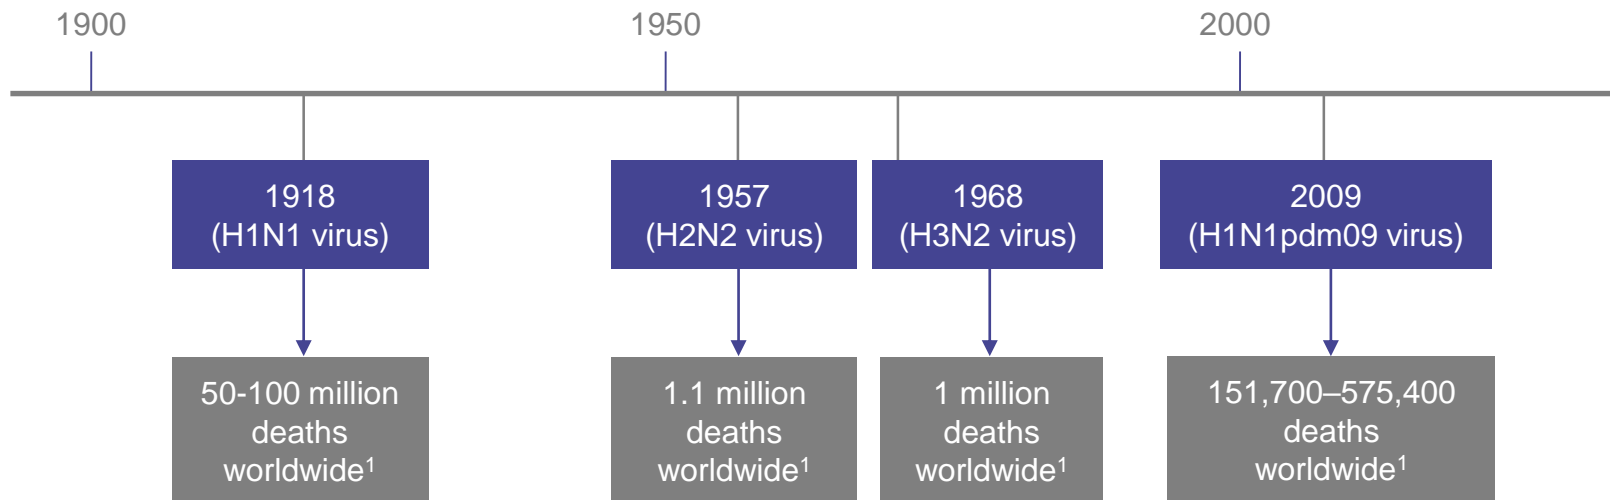 1900
1950
2000
1918
(H1N1 virus)
1957
(H2N2 virus)
1968
(H3N2 virus)
2009
(H1N1pdm09 virus)
50-100 million
deaths
worldwide¹
1.1 million
deaths
worldwide¹
1 million
deaths
worldwide¹
151,700–575,400
deaths
worldwide¹